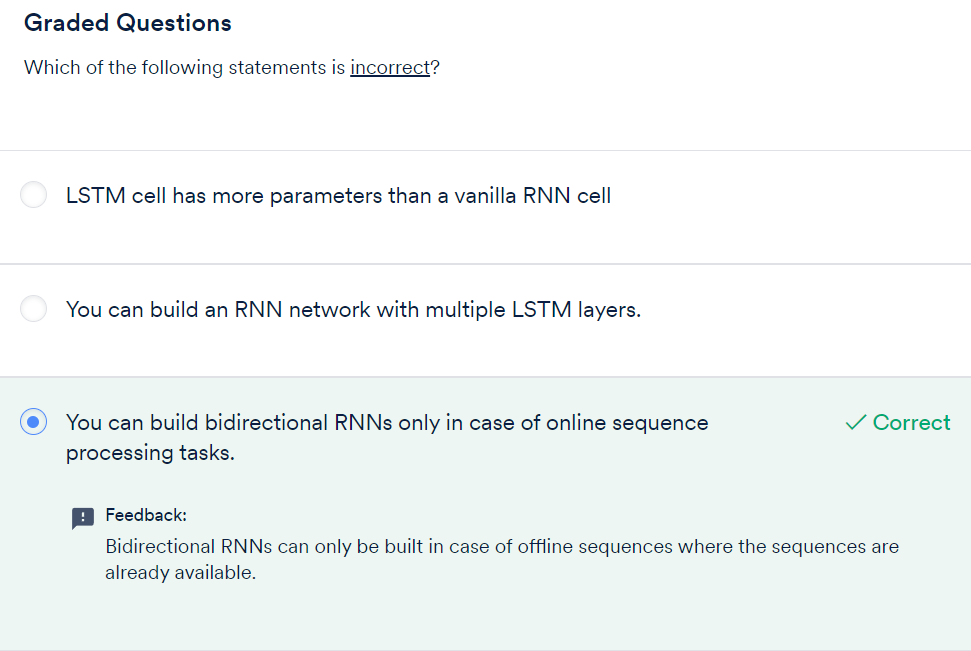 Graded Questions
Which of the following statements is incorrect?
LSTM cell has more parameters than a vanilla RNN cell
You can build an RNN network with multiple LSTM layers.
You can build bidirectional RNNs only in case of online sequence
processing tasks.
Correct
Feedback:
Bidirectional RNNs can only be built in case of offline sequences where the sequences are
already available.